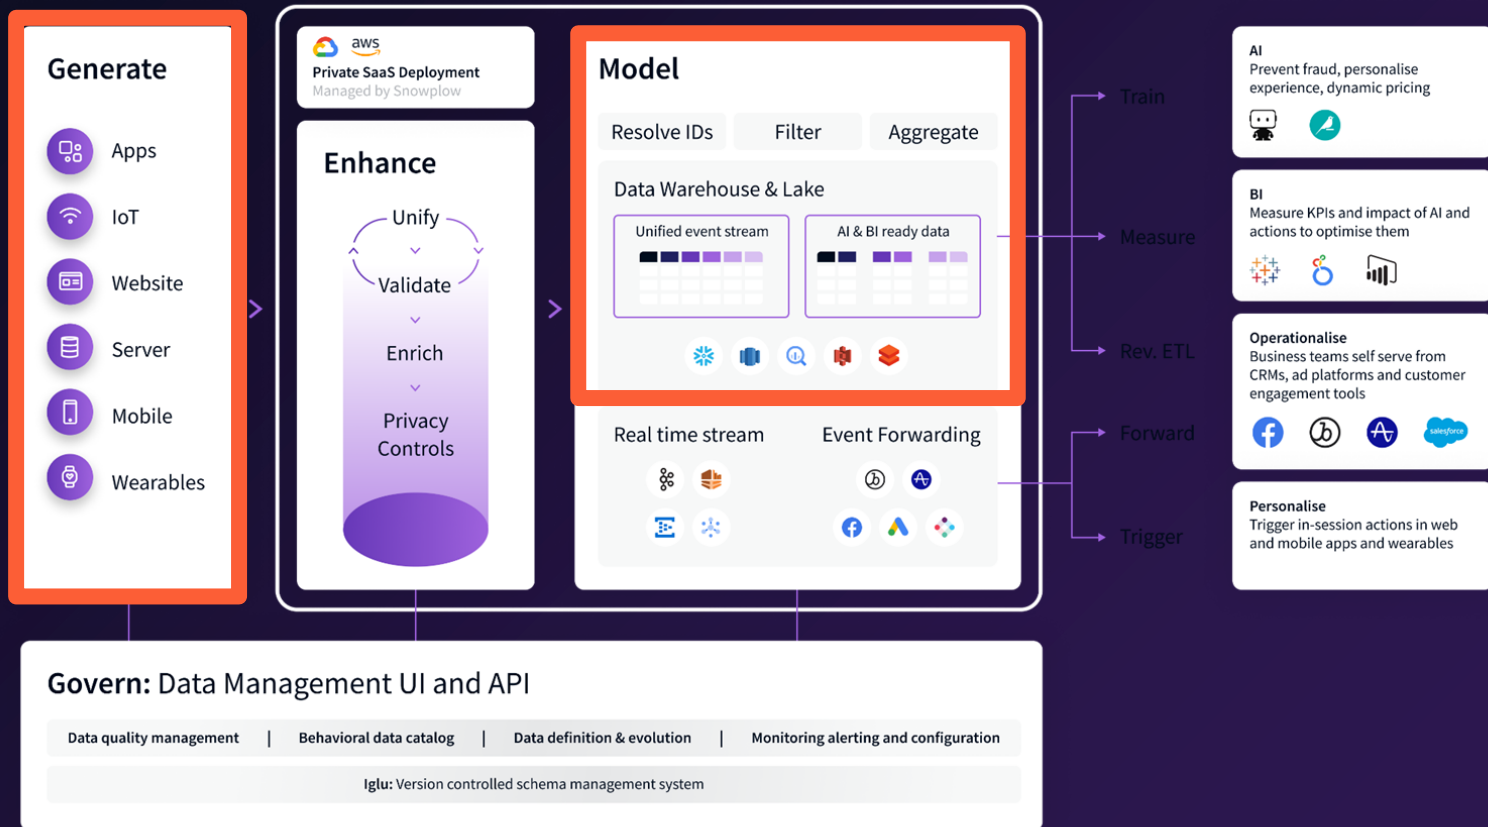 Generate
Apps
IoT
Website
Server
Mobile
Wearables
aws
Private SaaS Deployment
Managed by Snowplow
Enhance
Unify
Validate
Enrich
Privacy
Controls
Model
Resolve IDs
Filter
Aggregate
Data Warehouse & Lake
Unified event stream
AI & BI ready data
Real time stream
Event Forwarding
Train
Measure
Rev. ETL
Forward
Trigger
AI
Prevent fraud, personalise
experience, dynamic pricing
BI
Measure KPIs and impact of AI and
actions to optimise them
Operationalise
Business teams self serve from
CRMs, ad platforms and customer
engagement tools
salesforce
Personalise
Trigger in-session actions in web
and mobile apps and wearables
Govern: Data Management UI and API
Data quality management | Behavioral data catalog | Data definition & evolution | Monitoring alerting and configuration
Iglu: Version controlled schema management system